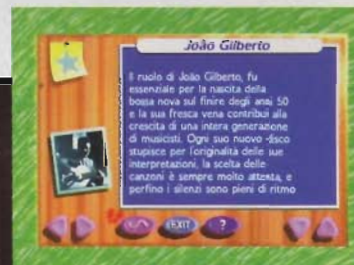 João Gilberto
Il ruolo di João Gilberto, fu
essenziale per la nascita della
bossa nova sul finire degli anni 50
e la sua fresca vena contribuì alla
crescita di una intera generazione
di musicisti. Ogni suo nuovo disco
stupisce per l'originalità delle sue
interpretazioni, la scelta delle
canzoni è sempre molto attenta, e
perfino i silenzi sono pieni di ritmo
EXIT ?